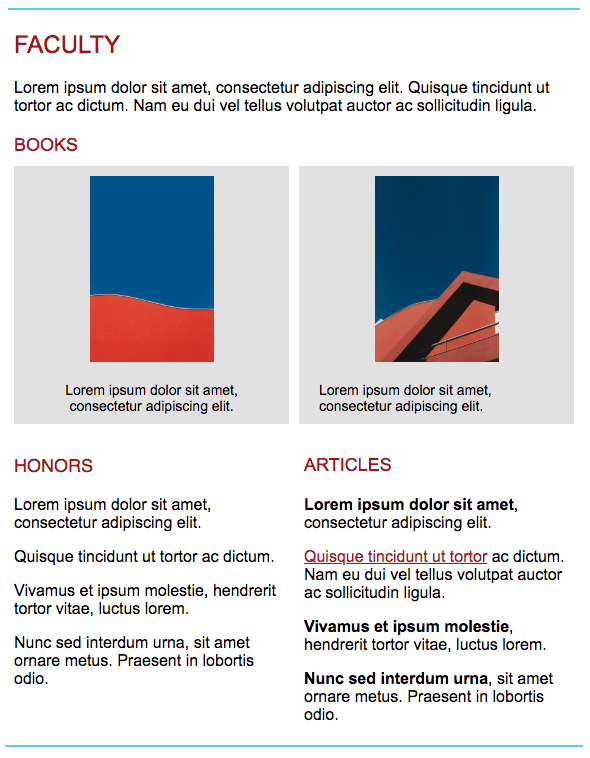 FACULTY
Lorem ipsum dolor sit amet, consectetur adipiscing elit. Quisque tincidunt ut
tortor ac dictum. Nam eu dui vel tellus volutpat auctor ac sollicitudin ligula.
BOOKS
Lorem ipsum dolor sit amet,
consectetur adipiscing elit.
Lorem ipsum dolor sit amet,
consectetur adipiscing elit.
HONORS
Lorem ipsum dolor sit amet,
consectetur adipiscing elit.
Quisque tincidunt ut tortor ac dictum.
Vivamus et ipsum molestie, hendrerit
tortor vitae, luctus lorem.
Nunc sed interdum urna, sit amet
ornare metus. Praesent in lobortis
odio.
ARTICLES
Lorem ipsum dolor sit amet,
consectetur adipiscing elit.
Quisque tincidunt ut tortor ac dictum.
Nam eu dui vel tellus volutpat auctor
ac sollicitudin ligula.
Vivamus et ipsum molestie,
hendrerit tortor vitae, luctus lorem.
Nunc sed interdum urna, sit amet
ornare metus. Praesent in lobortis
odio.